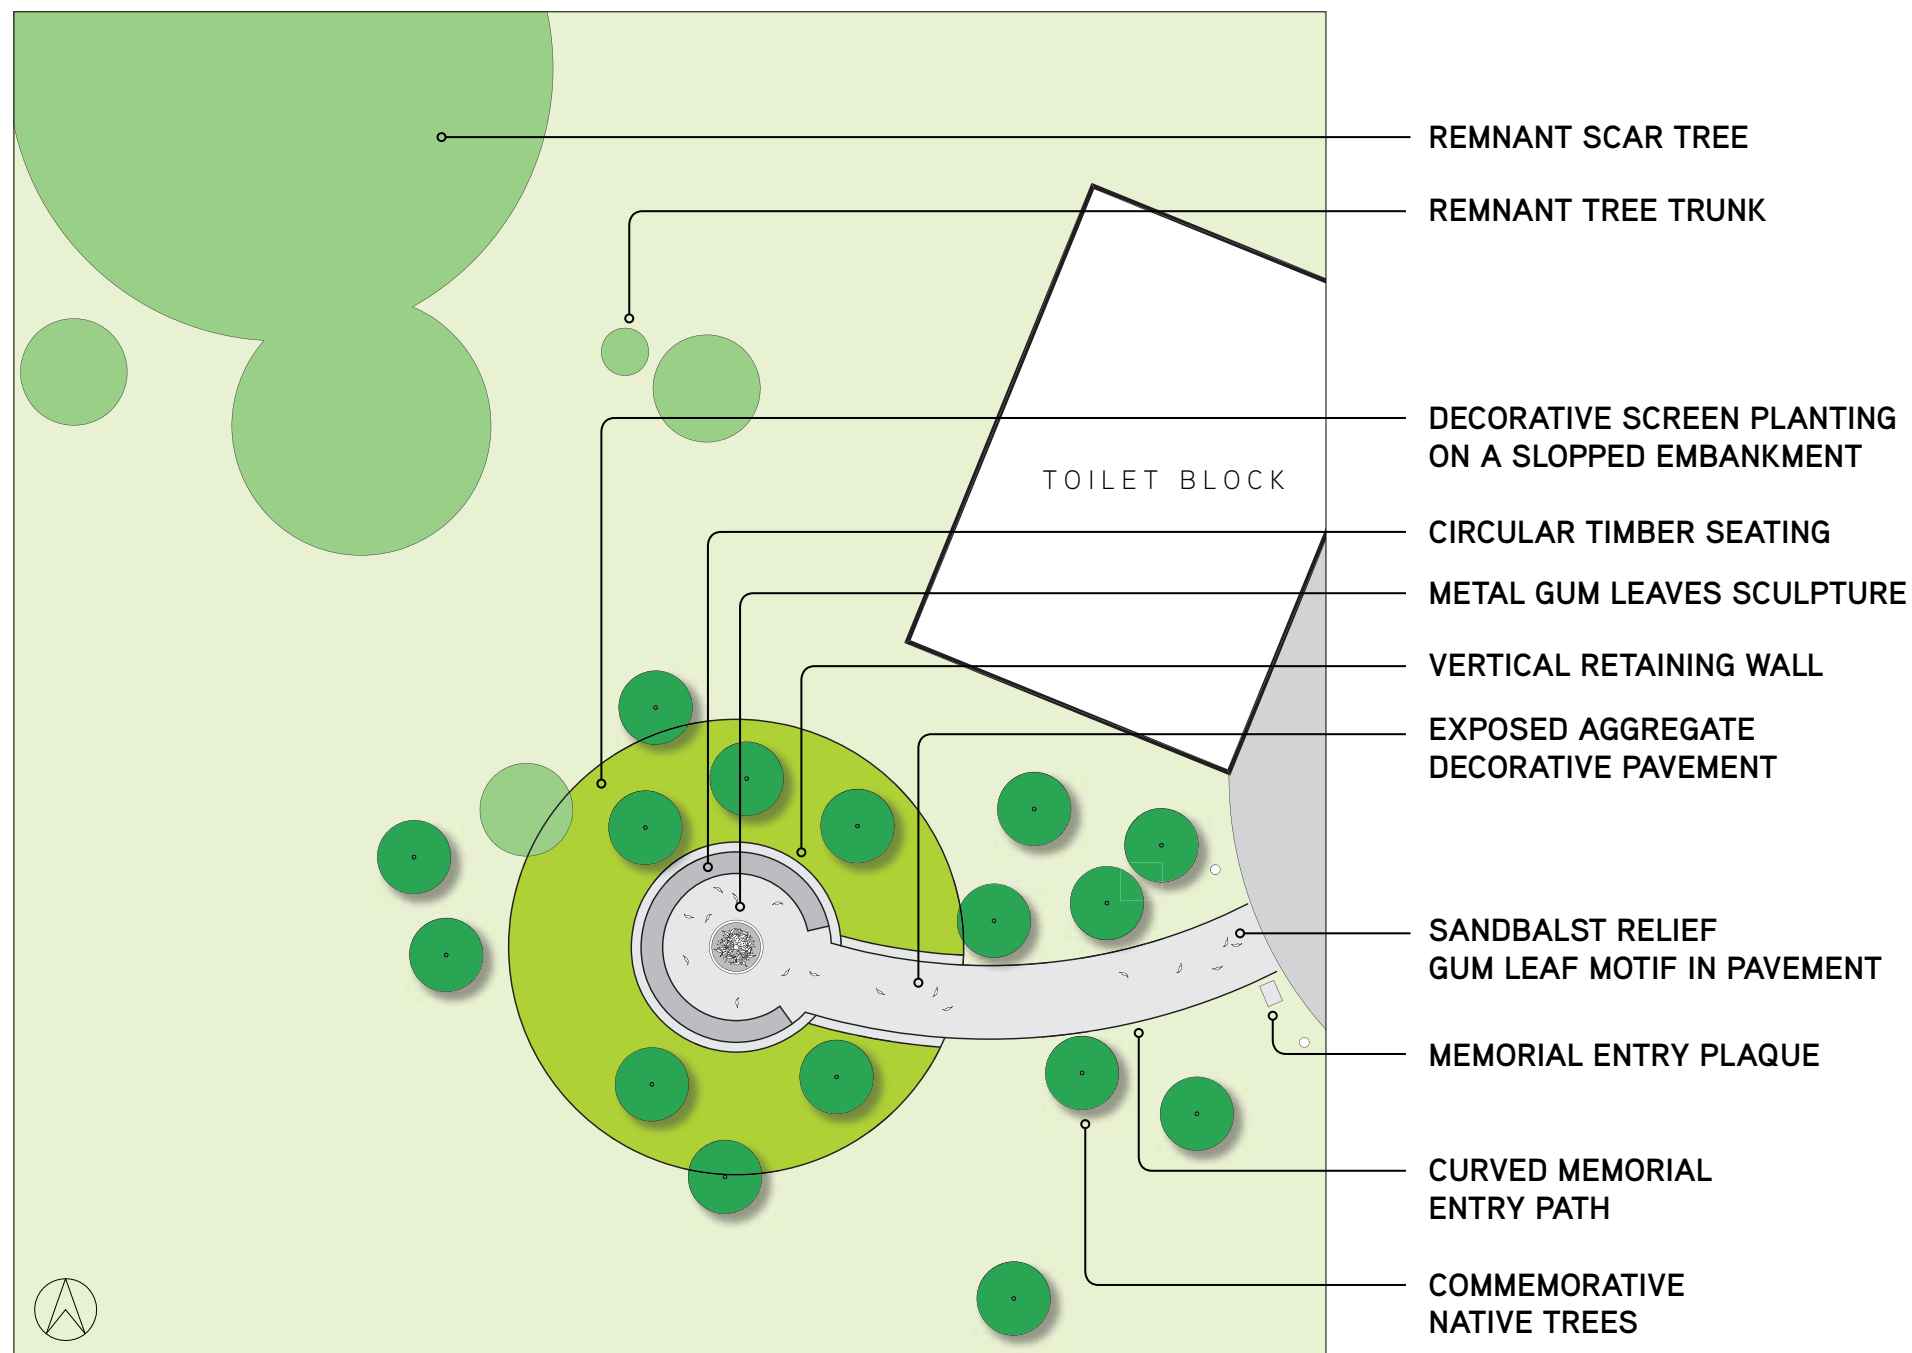 REMNANT SCAR TREE
REMNANT TREE TRUNK
DECORATIVE SCREEN PLANTING
ON A SLOPPED EMBANKMENT
TOILET BLOCK
CIRCULAR TIMBER SEATING
METAL GUM LEAVES SCULPTURE
VERTICAL RETAINING WALL
EXPOSED AGGREGATE
DECORATIVE PAVEMENT
SANDBALST RELIEF
GUM LEAF MOTIF IN PAVEMENT
MEMORIAL ENTRY PLAQUE
CURVED MEMORIAL
ENTRY PATH
COMMEMORATIVE
NATIVE TREES